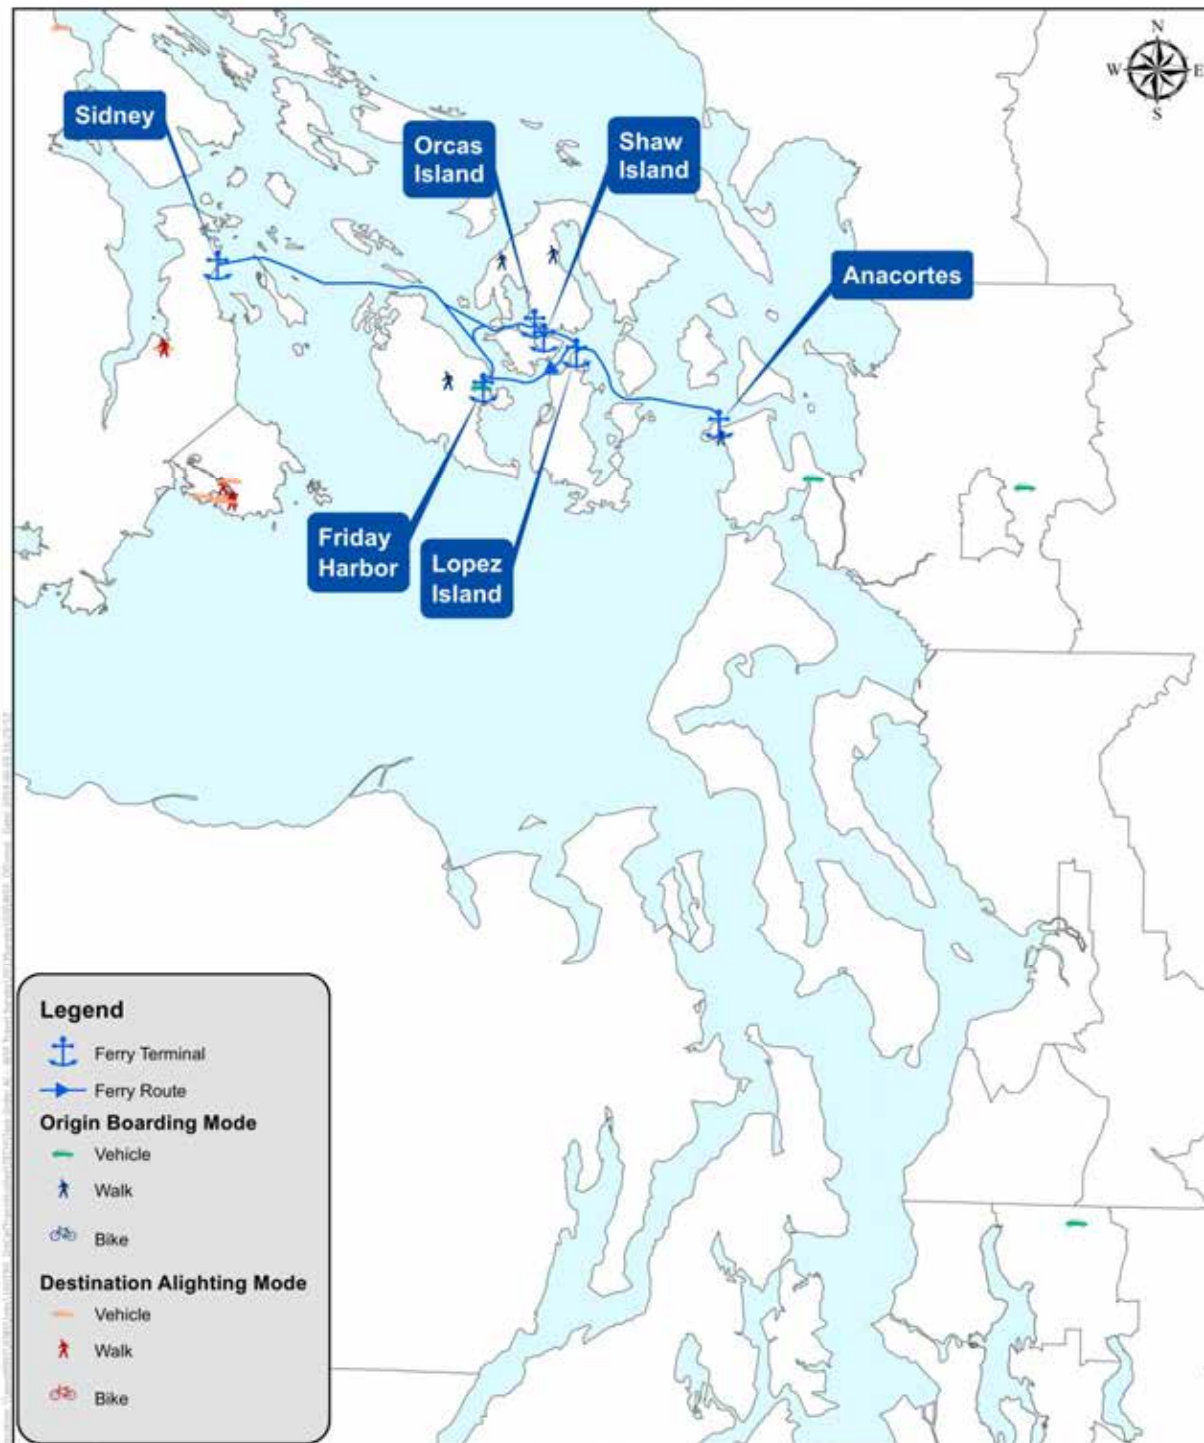 N
W
E
S
Sidney
Orcas
Island
Shaw
Island
Anacortes
Friday
Harbor
Lopez
Island
Legend
Ferry Terminal
Ferry Route
Origin Boarding Mode
Vehicle
Walk
Bike
Destination Alighting Mode
Vehicle
Walk
Bike